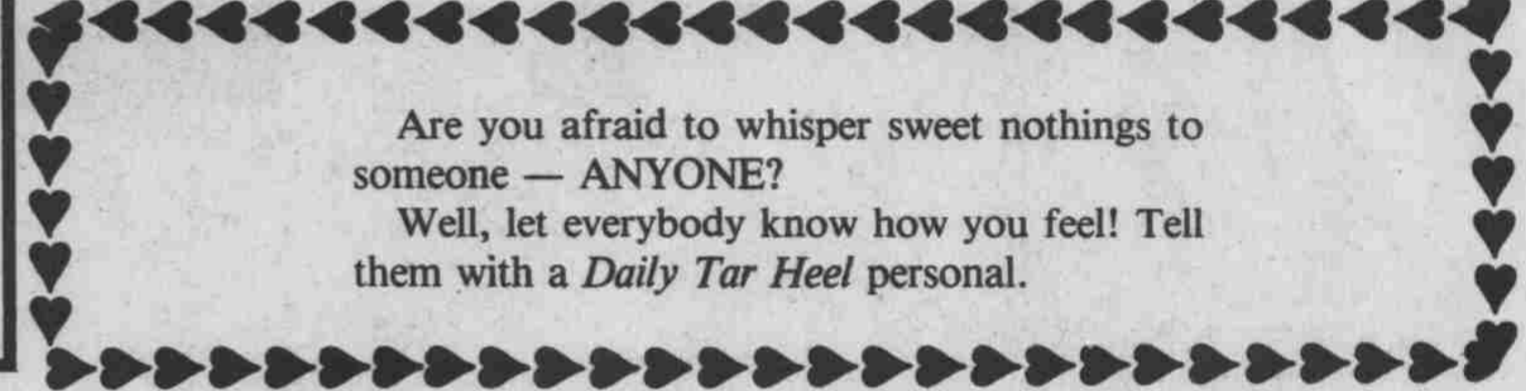 Are you afraid to whisper sweet nothings to
someone — ANYONE?
Well, let everybody know how you feel! Tell
them with a Daily Tar Heel personal.